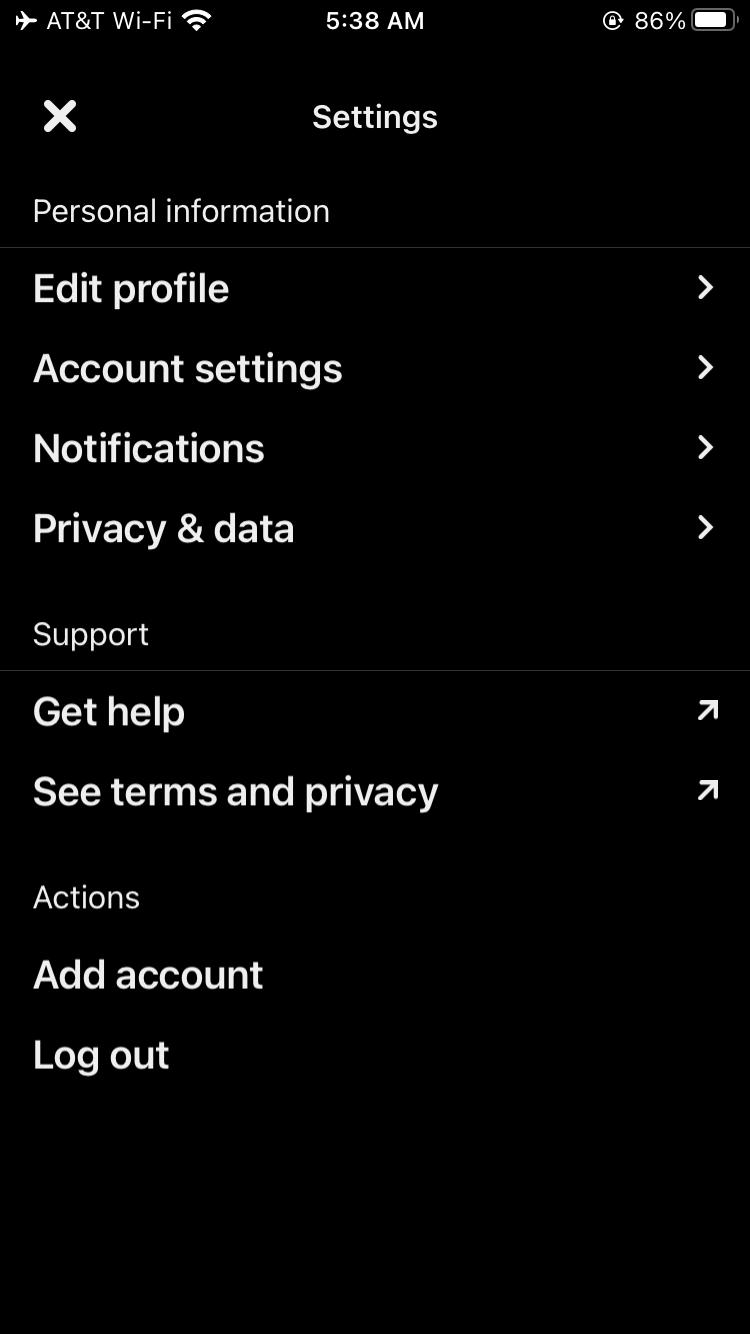 AT&T Wi-Fi 5:38 AM 86%
Settings
Personal information
Edit profile
Account settings
Notifications
Privacy & data
Support
Get help
See terms and privacy
Actions
Add account
Log out